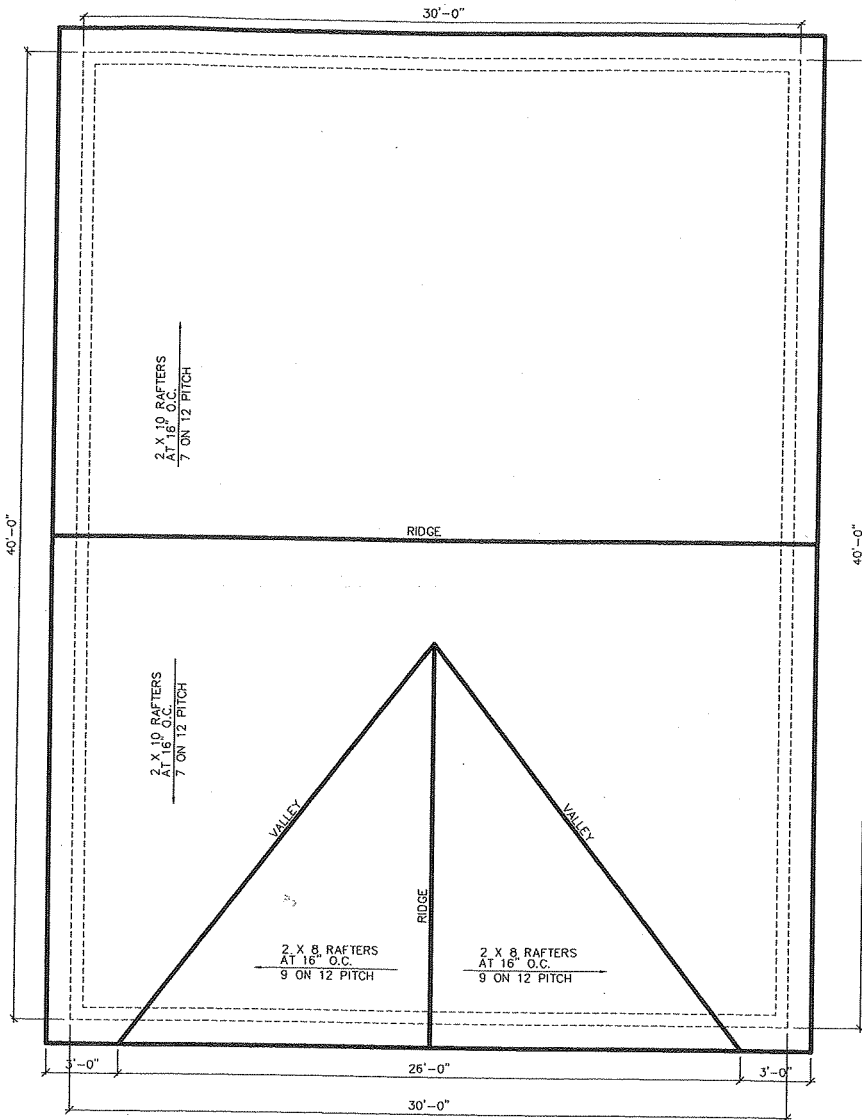 30'-0"
2 X 10 RAFTERS
AT 16" O.C.
7 ON 12 PITCH
40'-0"
RIDGE
40'-0"
2 X 10 RAFTERS
AT 16" O.C.
7 ON 12 PITCH
VALLEY
VALLEY
RIDGE
2 X 8 RAFTERS
AT 16" O.C.
9 ON 12 PITCH
2 X 8 RAFTERS
AT 16" O.C.
9 ON 12 PITCH
3'-0"
26'-0"
3'-0"
30'-0"